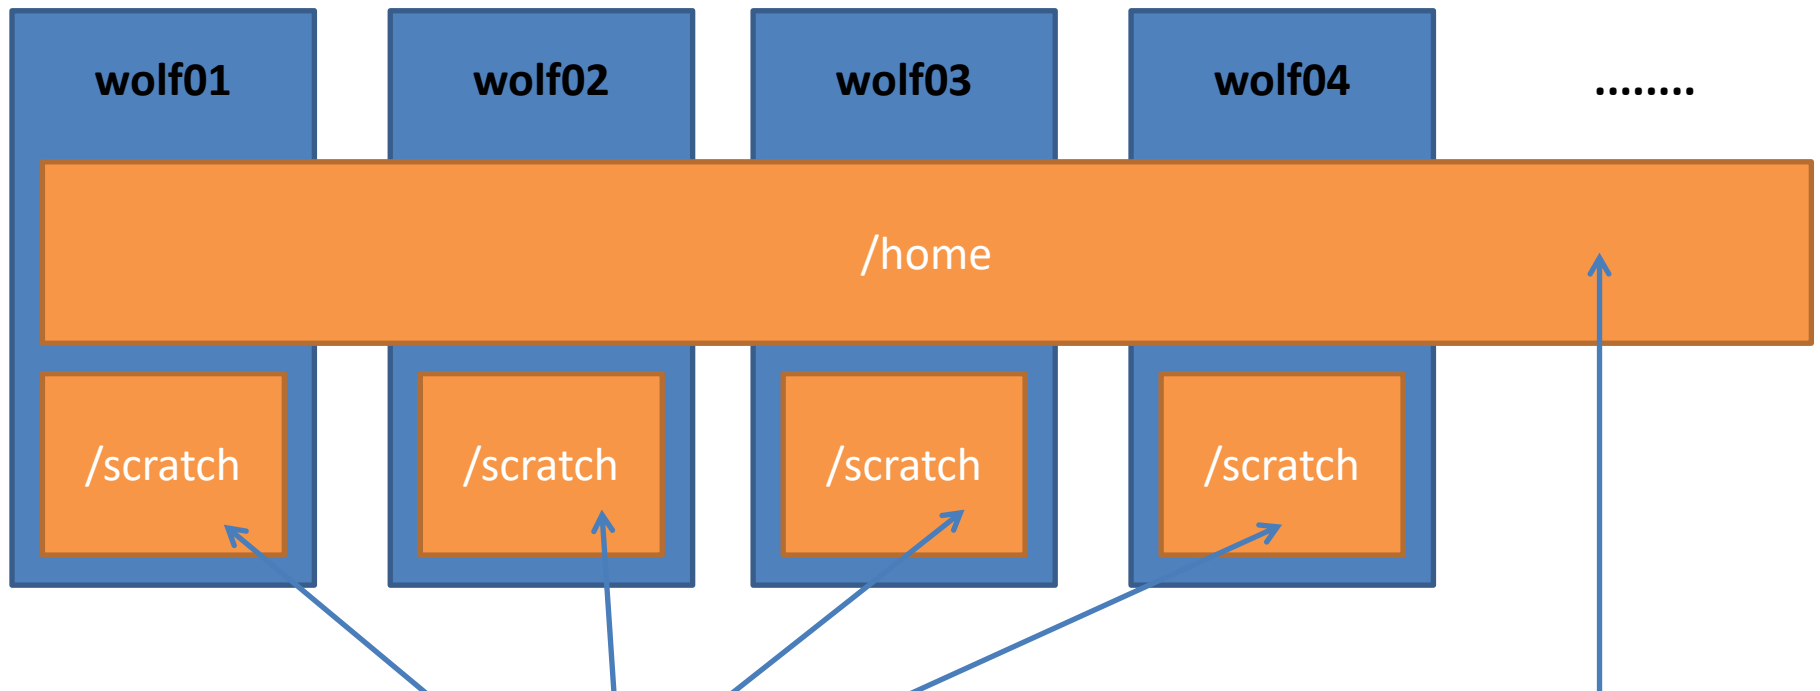 wolf01
wolf02
wolf03
wolf04
........
/home
/scratch
/scratch
/scratch
/scratch